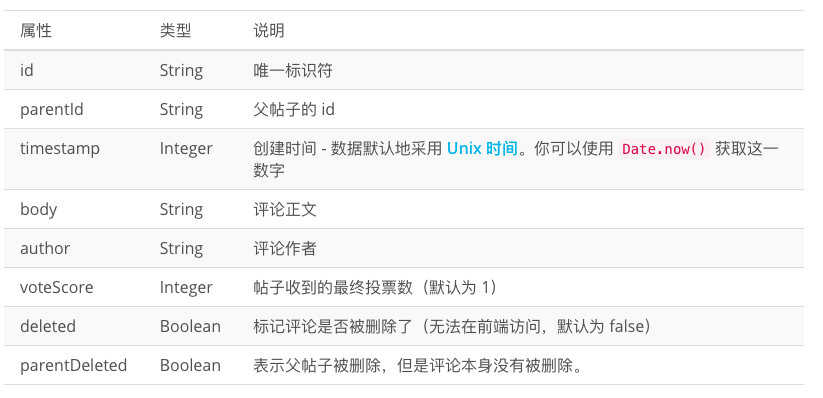 属性 类型 说明
id String 唯一标识符
parentId String 父帖子的 id
timestamp Integer 创建时间 - 数据默认地采用 Unix 时间。你可以使用 Date.now() 获取这一
数字
body String 评论正文
author String 评论作者
voteScore Integer 帖子收到的最终投票数（默认为 1）
deleted Boolean 标记评论是否被删除了（无法在前端访问，默认为 false）
parentDeleted Boolean 表示父帖子被删除，但是评论本身没有被删除。